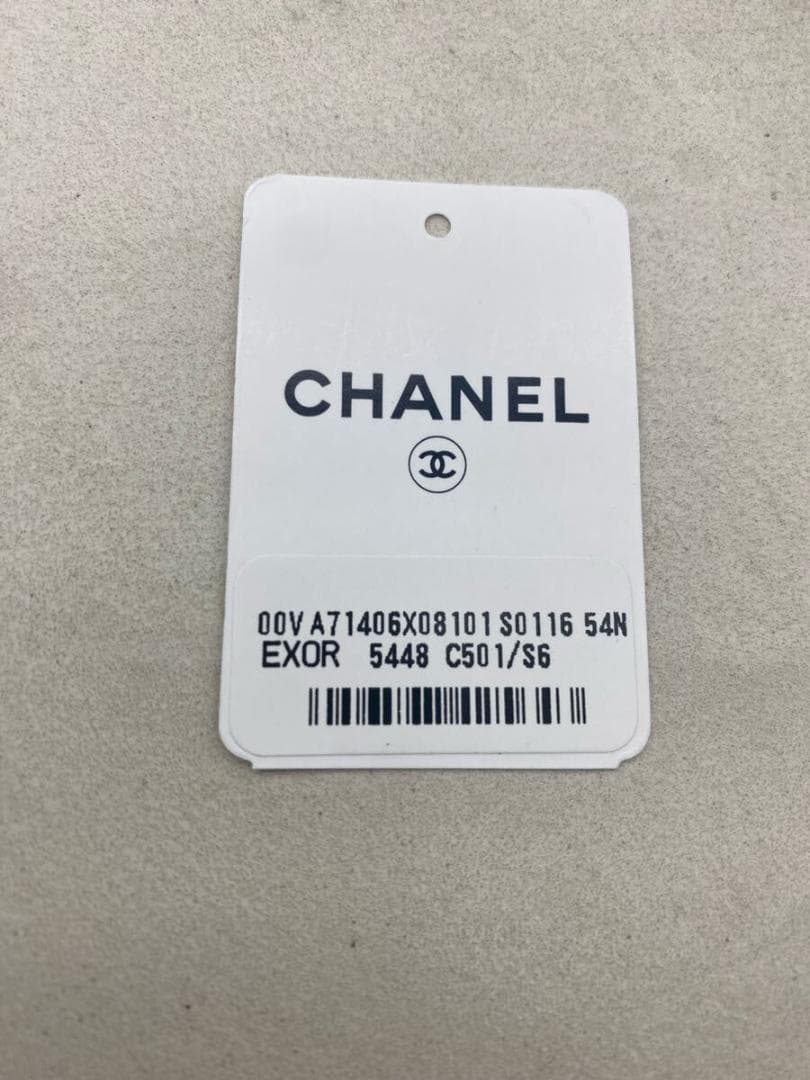 CHANEL
00V A71406X08101 S0116 54N
EXOR 5448 C501/S6